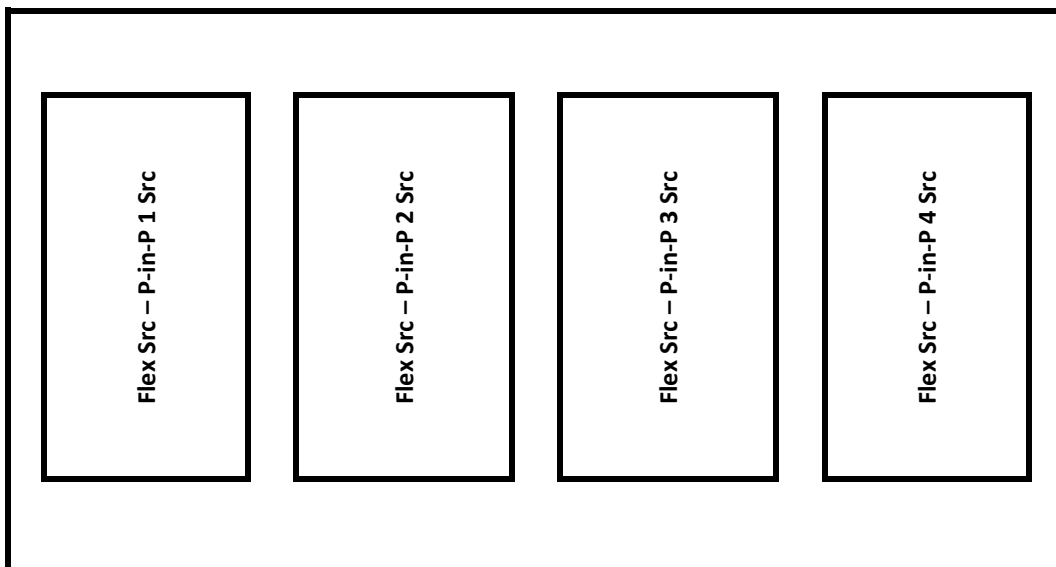 Flex Src – P-in-P 1 Src
Flex Src – P-in-P 2 Src
Flex Src – P-in-P 3 Src
Flex Src – P-in-P 4 Src